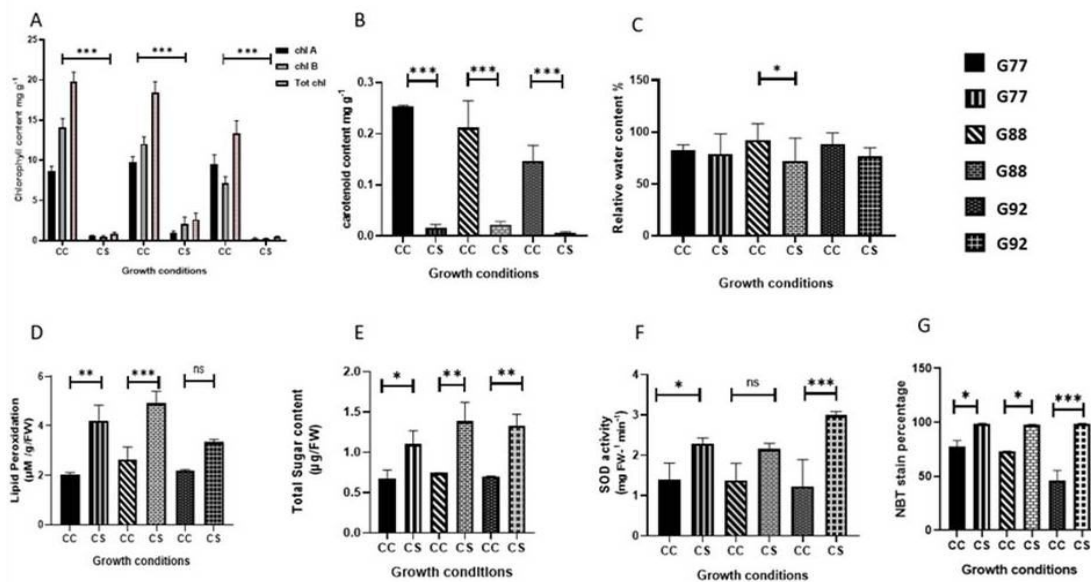 A
***
***
***
chl A
chl B
Tot chl
Chlorophyll content mg g⁻¹
25
20
15
10
5
0
CC CS CC CS CC CS
Growth conditions
B
***
***
***
carotenoid content mg g⁻¹
0.3
0.2
0.1
0.0
CC CS CC CS CC CS
Growth conditions
C
*
Relative water content %
150
100
50
0
CC CS CC CS CC CS
Growth conditions
G77
G77
G88
G88
G92
G92
D
**
***
ns
Lipid Peroxidation
(µM /g/FW)
6
4
2
0
CC CS CC CS CC CS
Growth conditions
E
*
**
**
Total Sugar content
(µg/FW)
2.0
1.5
1.0
0.5
0.0
CC CS CC CS CC CS
Growth conditions
F
*
ns
***
SOD activity
(mg FW-¹ min⁻¹)
5
4
3
2
1
0
CC CS CC CS CC CS
Growth conditions
G
*
*
***
NBT stain percentage
150
100
50
0
CC CS CC CS CC CS
Growth conditions